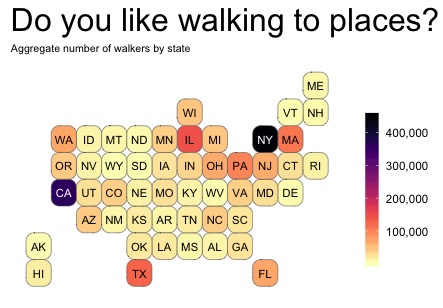 Do you like walking to places?
Aggregate number of walkers by state
ME
WI VT NH
WA ID MT ND MN IL MI NY MA
OR NV WY SD IA IN OH PA NJ CT RI
CA UT CO NE MO KY WV VA MD DE
AZ NM KS AR TN NC SC
AK OK LA MS AL GA
HI TX FL
400,000
300,000
200,000
100,000